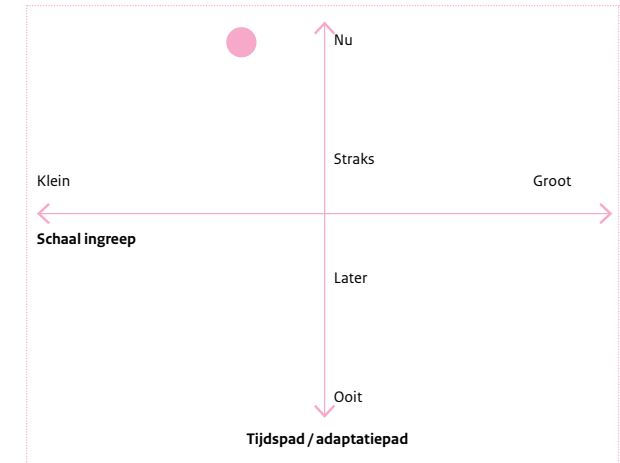 Nu
Straks
Klein
Groot
Schaal ingreep
Later
Ooit
Tijdspad / adaptatiepad